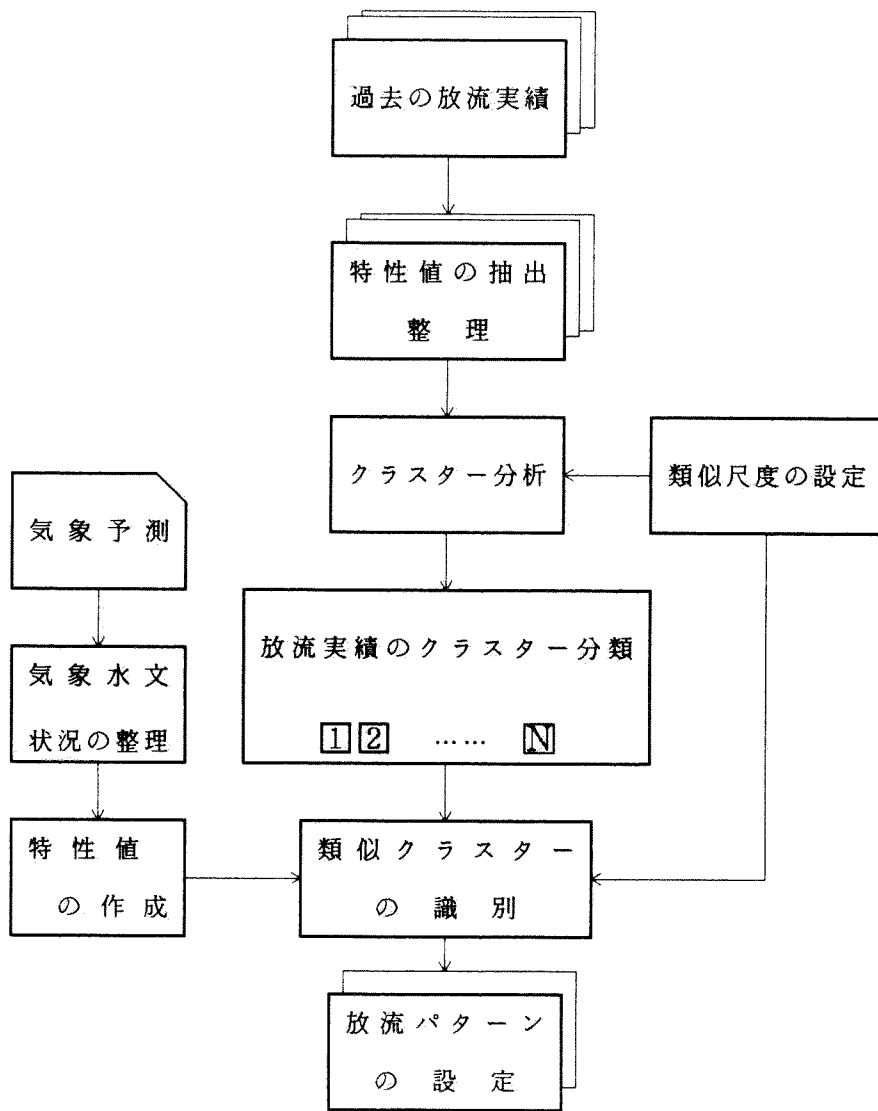 過去の放流実績
特性値の抽出
整理
クラスター分析
類似尺度の設定
気象予測
放流実績のクラスター分類
1 2 …… N
気象水文
状況の整理
特性値
の作成
類似クラスター
の識別
放流パターン
の設定